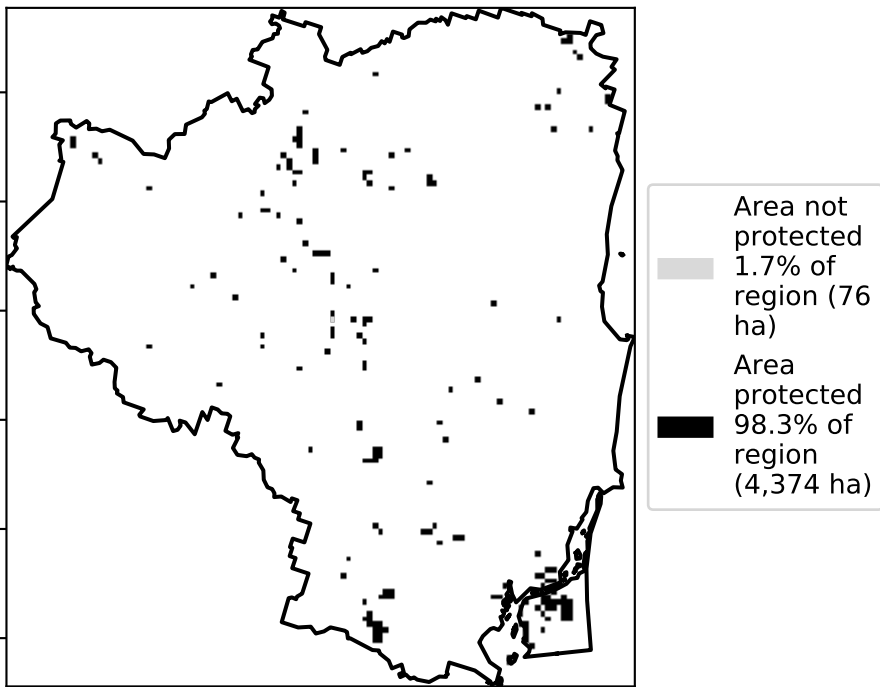 Area not
protected
1.7% of
region (76
ha)
Area
protected
98.3% of
region
(4,374 ha)